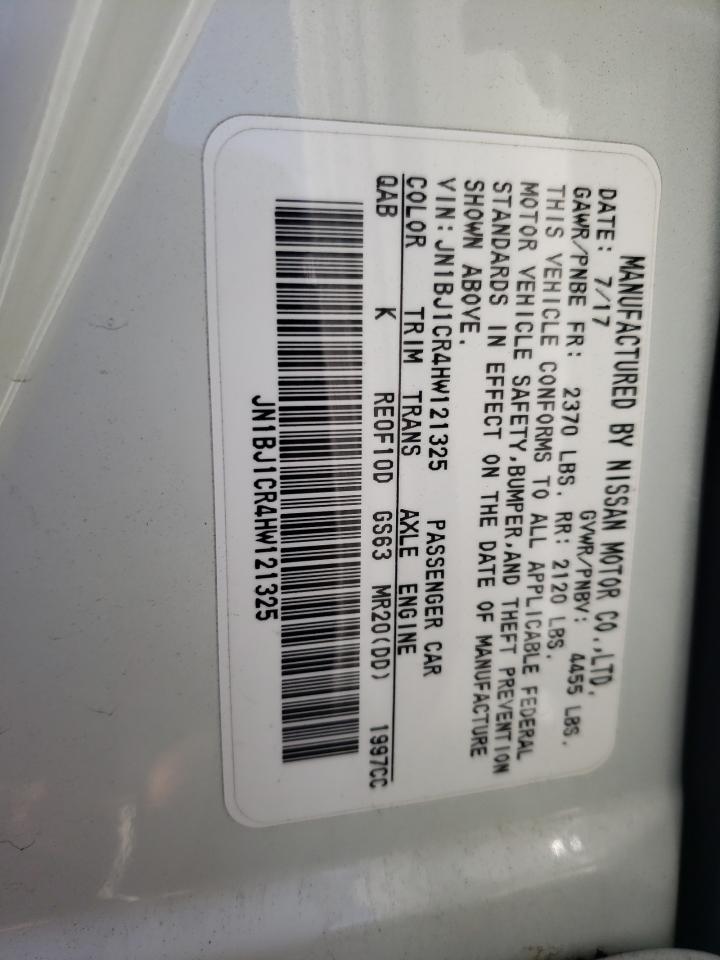 MANUFACTURED BY NISSAN MOTOR CO.,LTD.
DATE: 7/17 GVWR/PNBV: 4455 LBS.
GAWR/PNBE FR: 2370 LBS. RR: 2120 LBS.
THIS VEHICLE CONFORMS TO ALL APPLICABLE FEDERAL
MOTOR VEHICLE SAFETY,BUMPER,AND THEFT PREVENTION
STANDARDS IN EFFECT ON THE DATE OF MANUFACTURE
SHOWN ABOVE.
VIN:JN1BJ1CR4HW121325 PASSENGER CAR
COLOR TRIM TRANS AXLE ENGINE
QAB K RE0F10D GS63 MR20(DD) 1997CC
JN1BJ1CR4HW121325